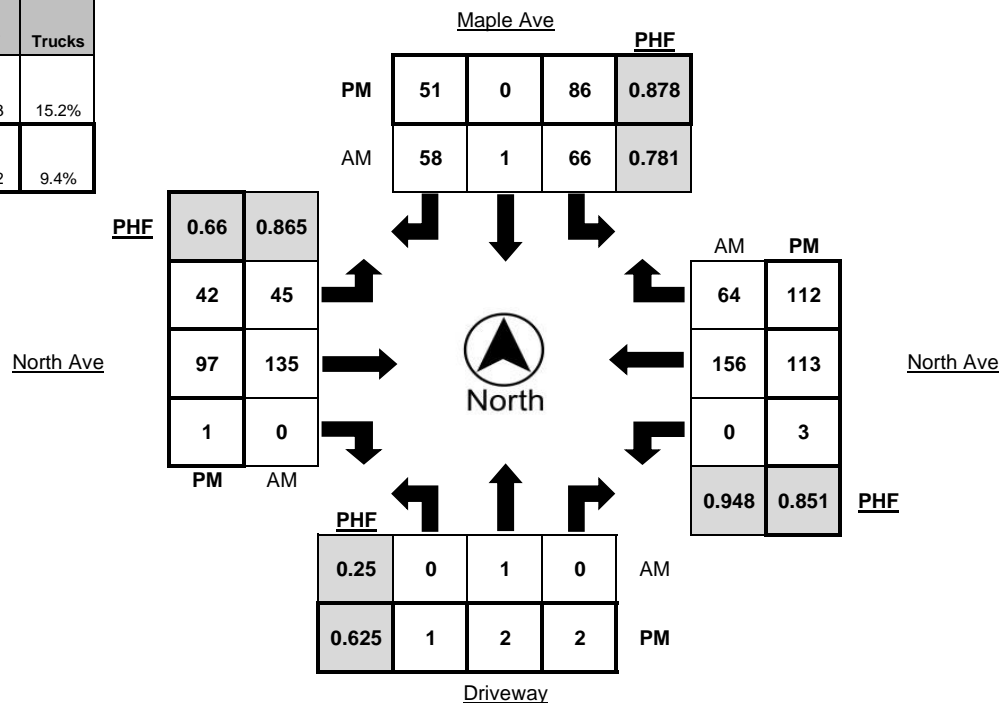 Maple Ave
Trucks
PHF
PM 51 0 86 0.878
3 15.2%
AM 58 1 66 0.781
2 9.4%
PHF 0.66 0.865
AM PM
42 45
64 112
North Ave 97 135
156 113 North Ave
North
1 0
0 3
PM AM
0.948 0.851 PHF
PHF
0.25 0 1 0 AM
0.625 1 2 2 PM
Driveway